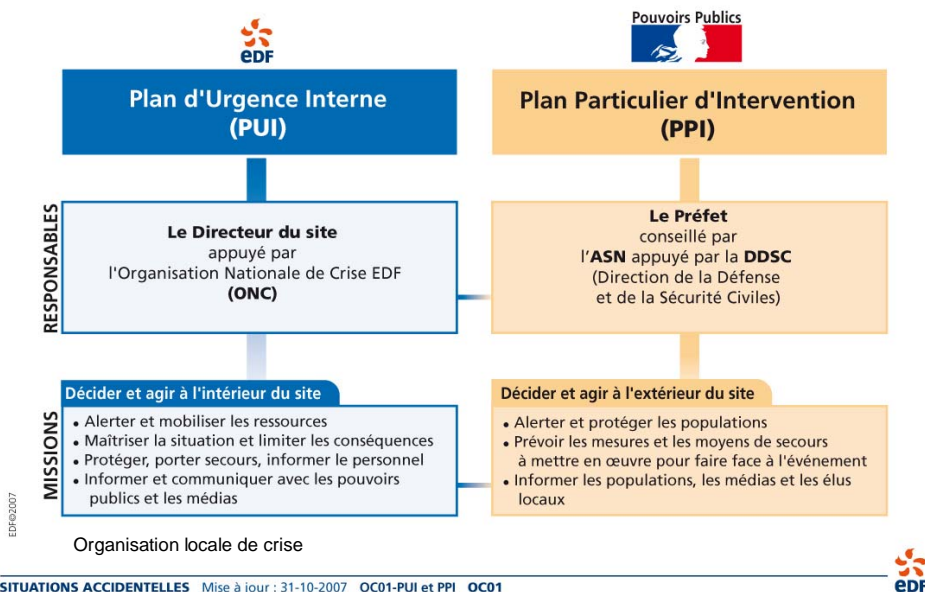 eDF
Pouvoirs Publics
Plan d'Urgence Interne
(PUI)
Plan Particulier d'Intervention
(PPI)
RESPONSABLES
Le Directeur du site
appuyé par
l'Organisation Nationale de Crise EDF
(ONC)
Le Préfet
conseillé par
l'ASN appuyé par la DDSC
(Direction de la Défense
et de la Sécurité Civiles)
MISSIONS
Décider et agir à l'intérieur du site
• Alerter et mobiliser les ressources
• Maîtriser la situation et limiter les conséquences
• Protéger, porter secours, informer le personnel
• Informer et communiquer avec les pouvoirs
publics et les médias
Décider et agir à l'extérieur du site
• Alerter et protéger les populations
• Prévoir les mesures et les moyens de secours
à mettre en œuvre pour faire face à l'événement
• Informer les populations, les médias et les élus
locaux
EDF©2007
Organisation locale de crise
SITUATIONS ACCIDENTELLES Mise à jour : 31-10-2007 OC01-PUI et PPI OC01
eDF